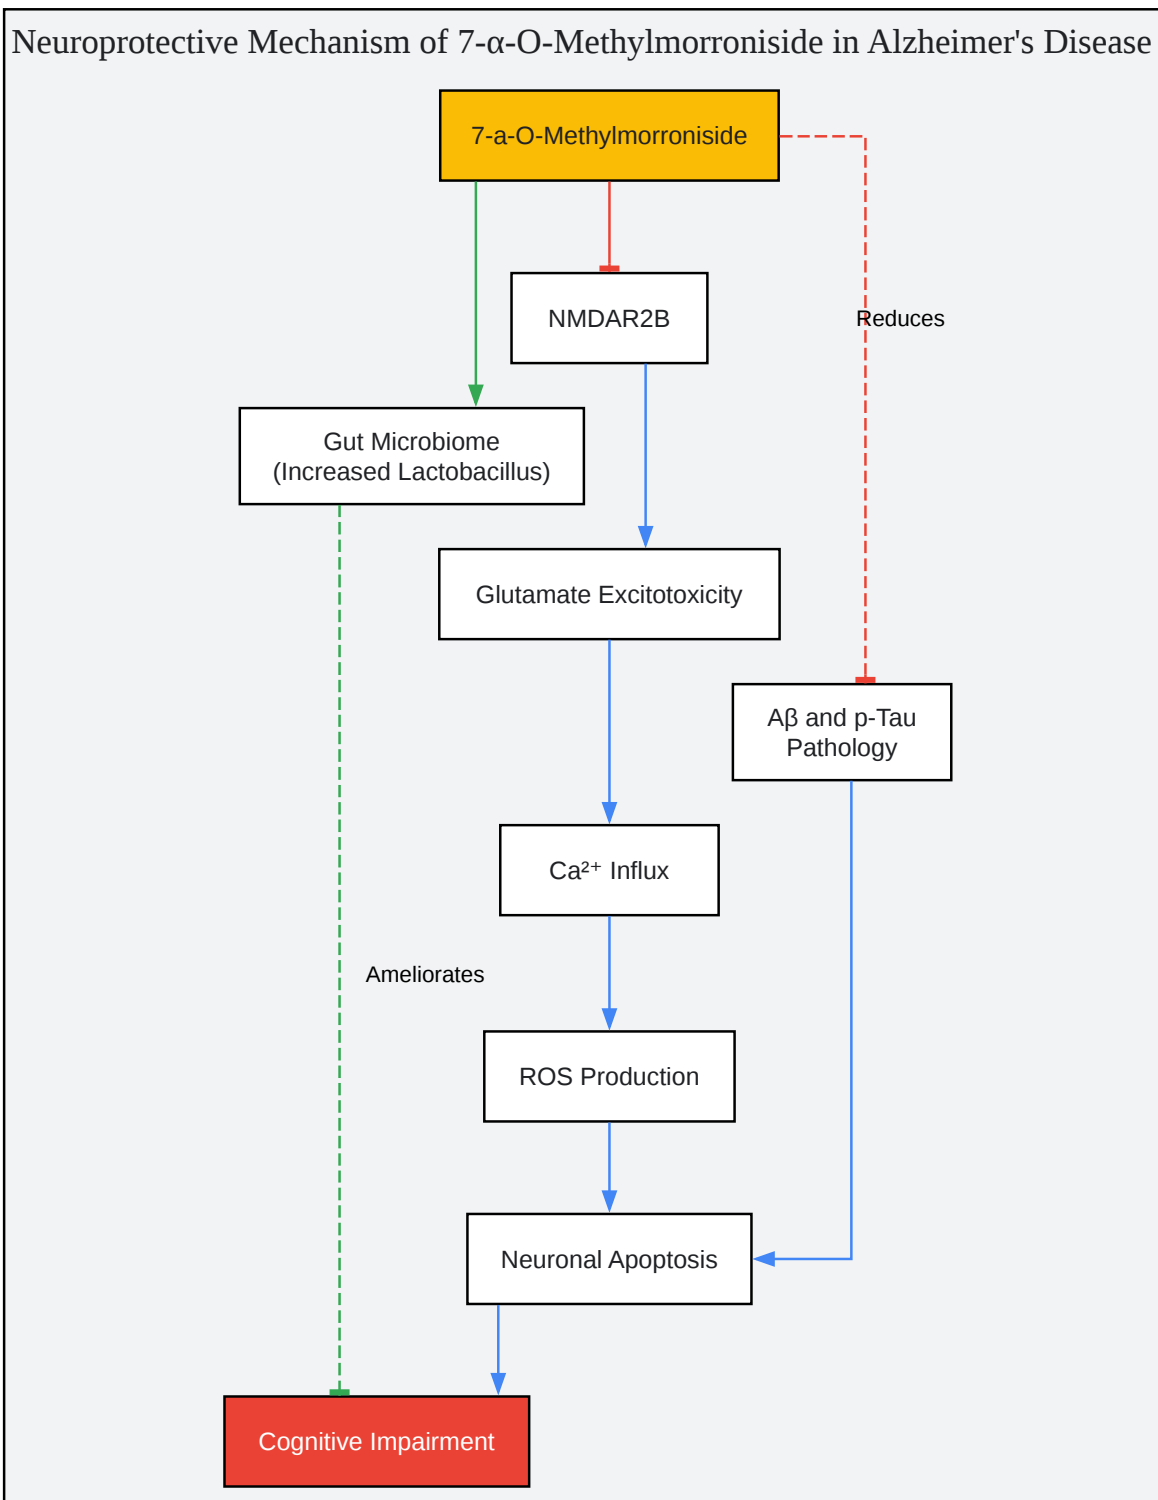 Neuroprotective Mechanism of 7-α-O-Methylmorroniside in Alzheimer's Disease
7-a-O-Methylmorroniside
NMDAR2B
Reduces
Gut Microbiome
(Increased Lactobacillus)
Glutamate Excitotoxicity
Aβ and p-Tau
Pathology
Ca²⁺ Influx
Ameliorates
ROS Production
Neuronal Apoptosis
Cognitive Impairment